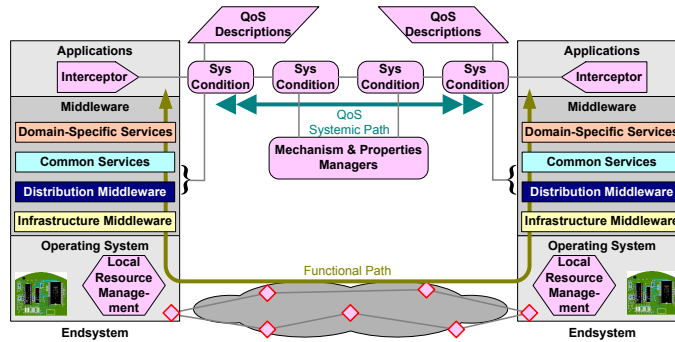 QoS
Descriptions
QoS
Descriptions
Applications
Interceptor
Sys
Condition
Sys
Condition
Sys
Condition
Sys
Condition
Applications
Interceptor
Middleware
Domain-Specific Services
Common Services
Distribution Middleware
Infrastructure Middleware
QoS
Systemic Path
Mechanism & Properties
Managers
Middleware
Domain-Specific Services
Common Services
Distribution Middleware
Infrastructure Middleware
Operating System
Local
Resource
Manage-
ment
Endsystem
Functional Path
Operating System
Local
Resource
Manage-
ment
Endsystem